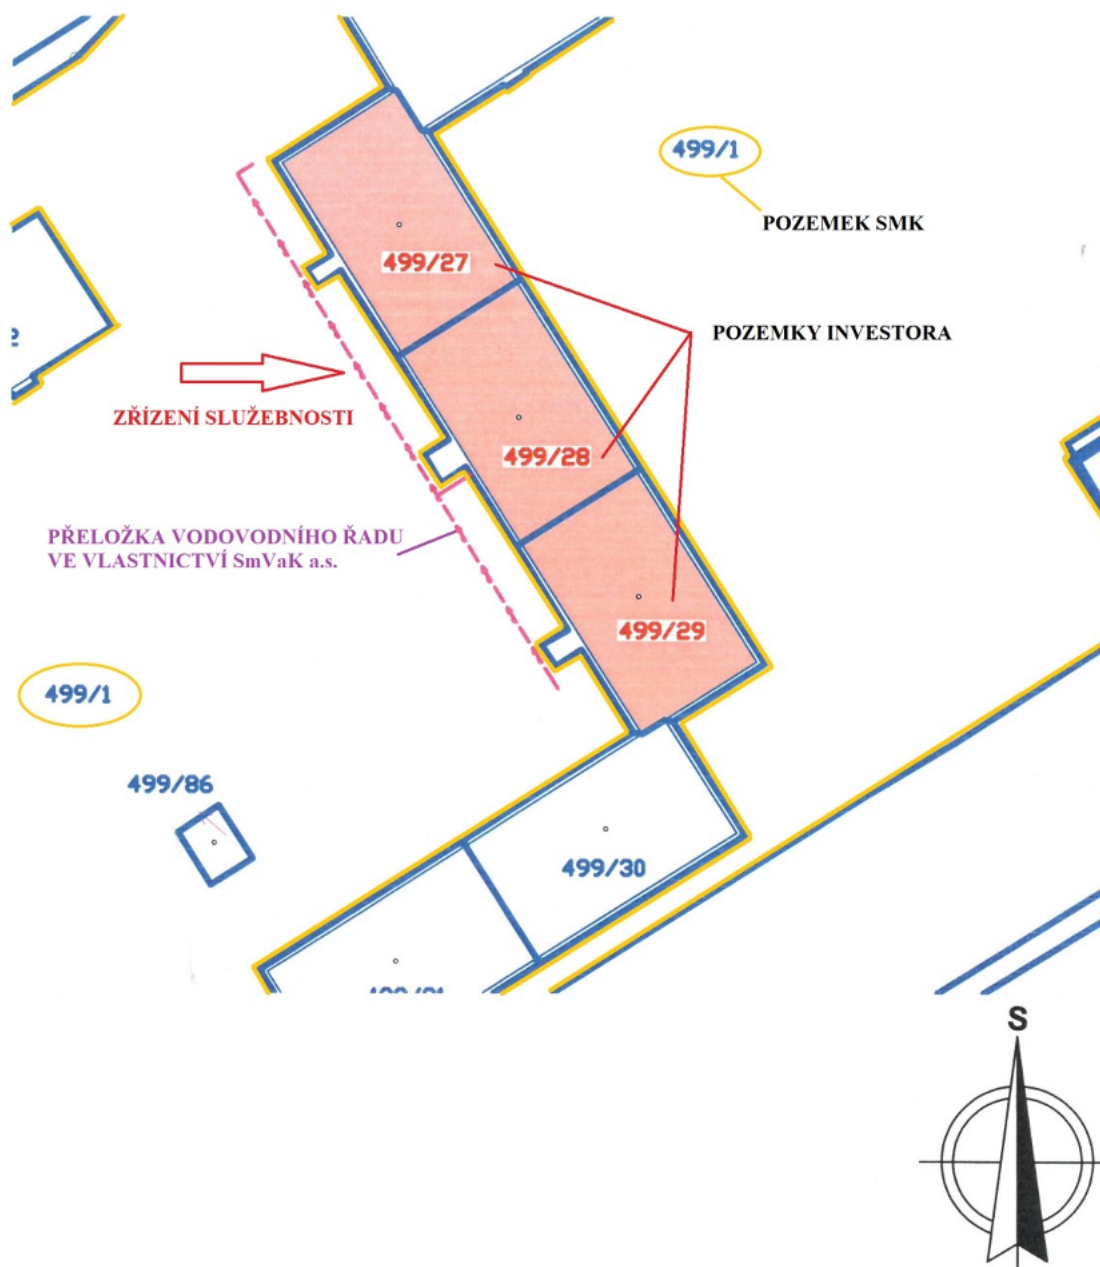 499/1
POZEMEK SMK
499/27
POZEMKY INVESTORA
ZŘÍZENÍ SLUŽEBNOSTI
499/28
PŘELOŽKA VODOVODNÍHO ŘADU
VE VLASTNICTVÍ SmVaK a.s.
499/29
499/1
499/86
499/30
S